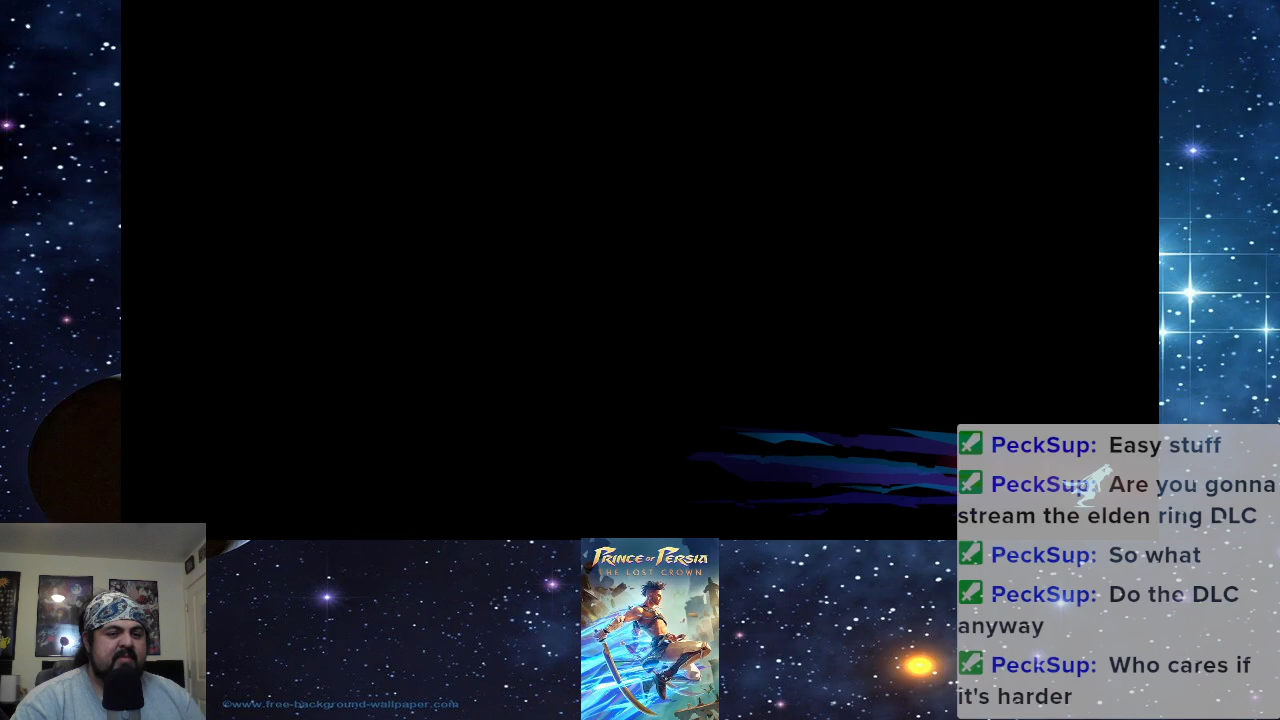 PeckSup: Easy stuff
PeckSup: Are you gonna
stream the elden ring DLC
PeckSup: So what
PeckSup: Do the DLC
anyway
PeckSup: Who cares if
it's harder
PRINCE OF PERSIA
THE LOST CROWN
©www.free-background-wallpaper.com